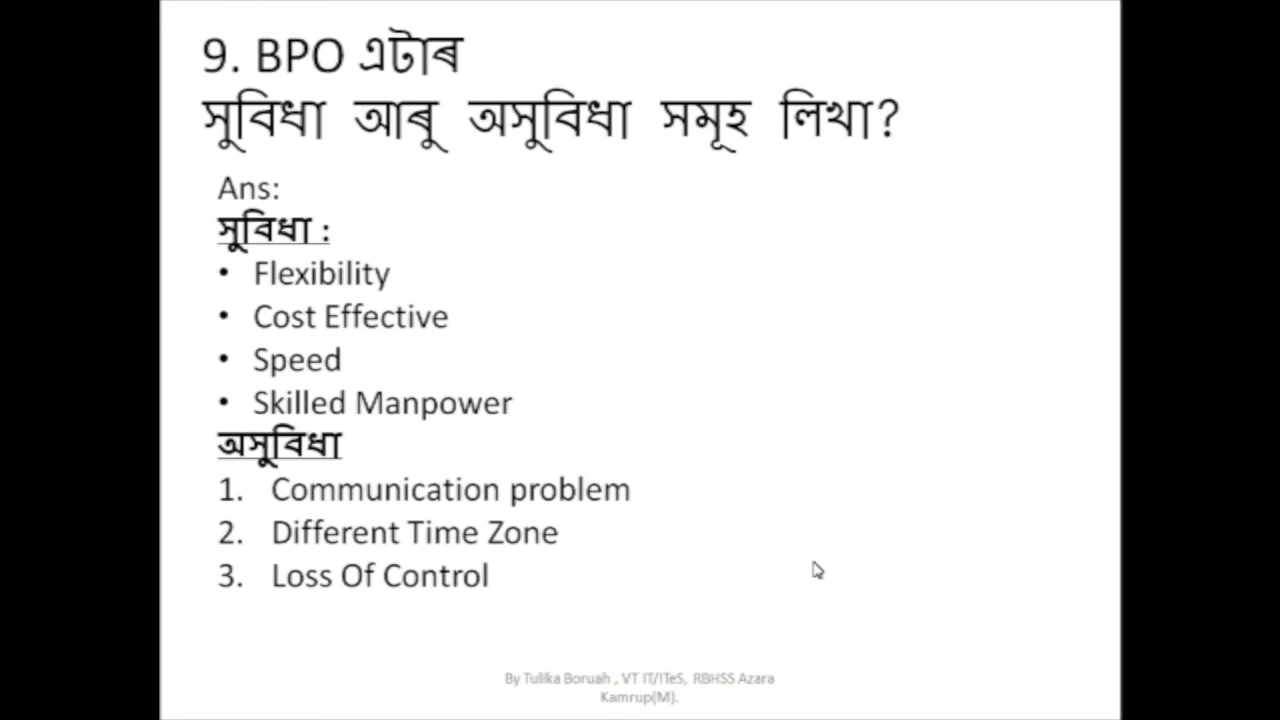 9. BPO এটাৰ
সুবিধা আৰু অসুবিধা সমূহ লিখা?
Ans:
সুবিধা :
• Flexibility
• Cost Effective
• Speed
• Skilled Manpower
অসুবিধা
1. Communication problem
2. Different Time Zone
3. Loss Of Control
By Tulika Boruah , VT IT/ITeS, RBHSS Azara
Kamrup(M).